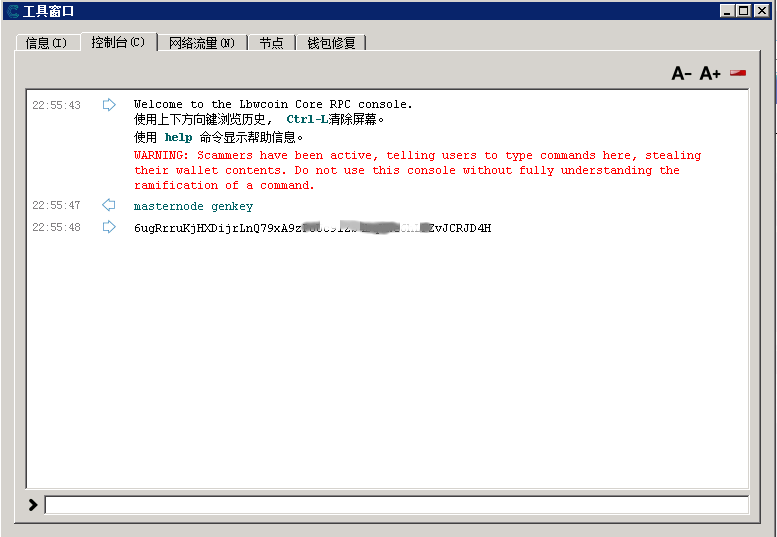 工具窗口
信息(I) 控制台(C) 网络流量(N) 节点 钱包修复
A- A+
22:55:43 Welcome to the Lbwcoin Core RPC console.
使用上下方向键浏览历史, Ctrl-L清除屏幕。
使用 help 命令显示帮助信息。
WARNING: Scammers have been active, telling users to type commands here, stealing
their wallet contents. Do not use this console without fully understanding the
ramification of a command.
22:55:47 masternode genkey
22:55:48